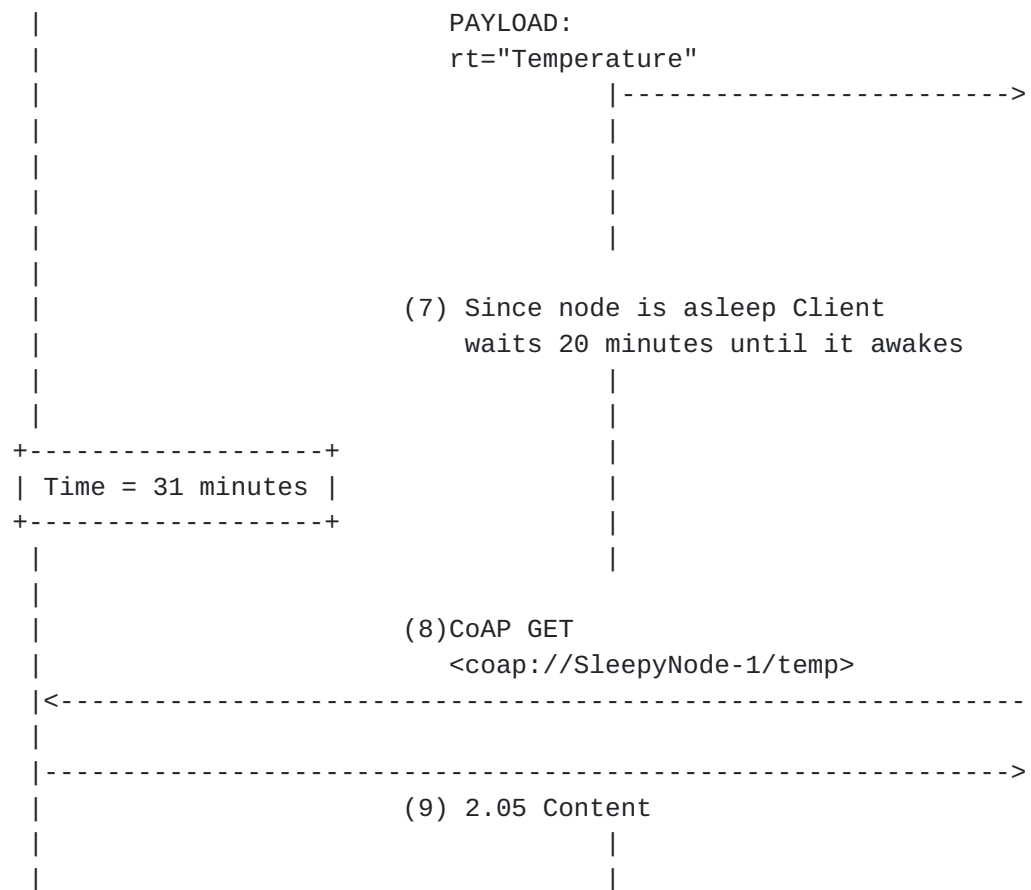 PAYLOAD:
rt="Temperature"
(7) Since node is asleep Client
waits 20 minutes until it awakes
Time = 31 minutes
(8)CoAP GET
<coap://SleepyNode-1/temp>
(9) 2.05 Content